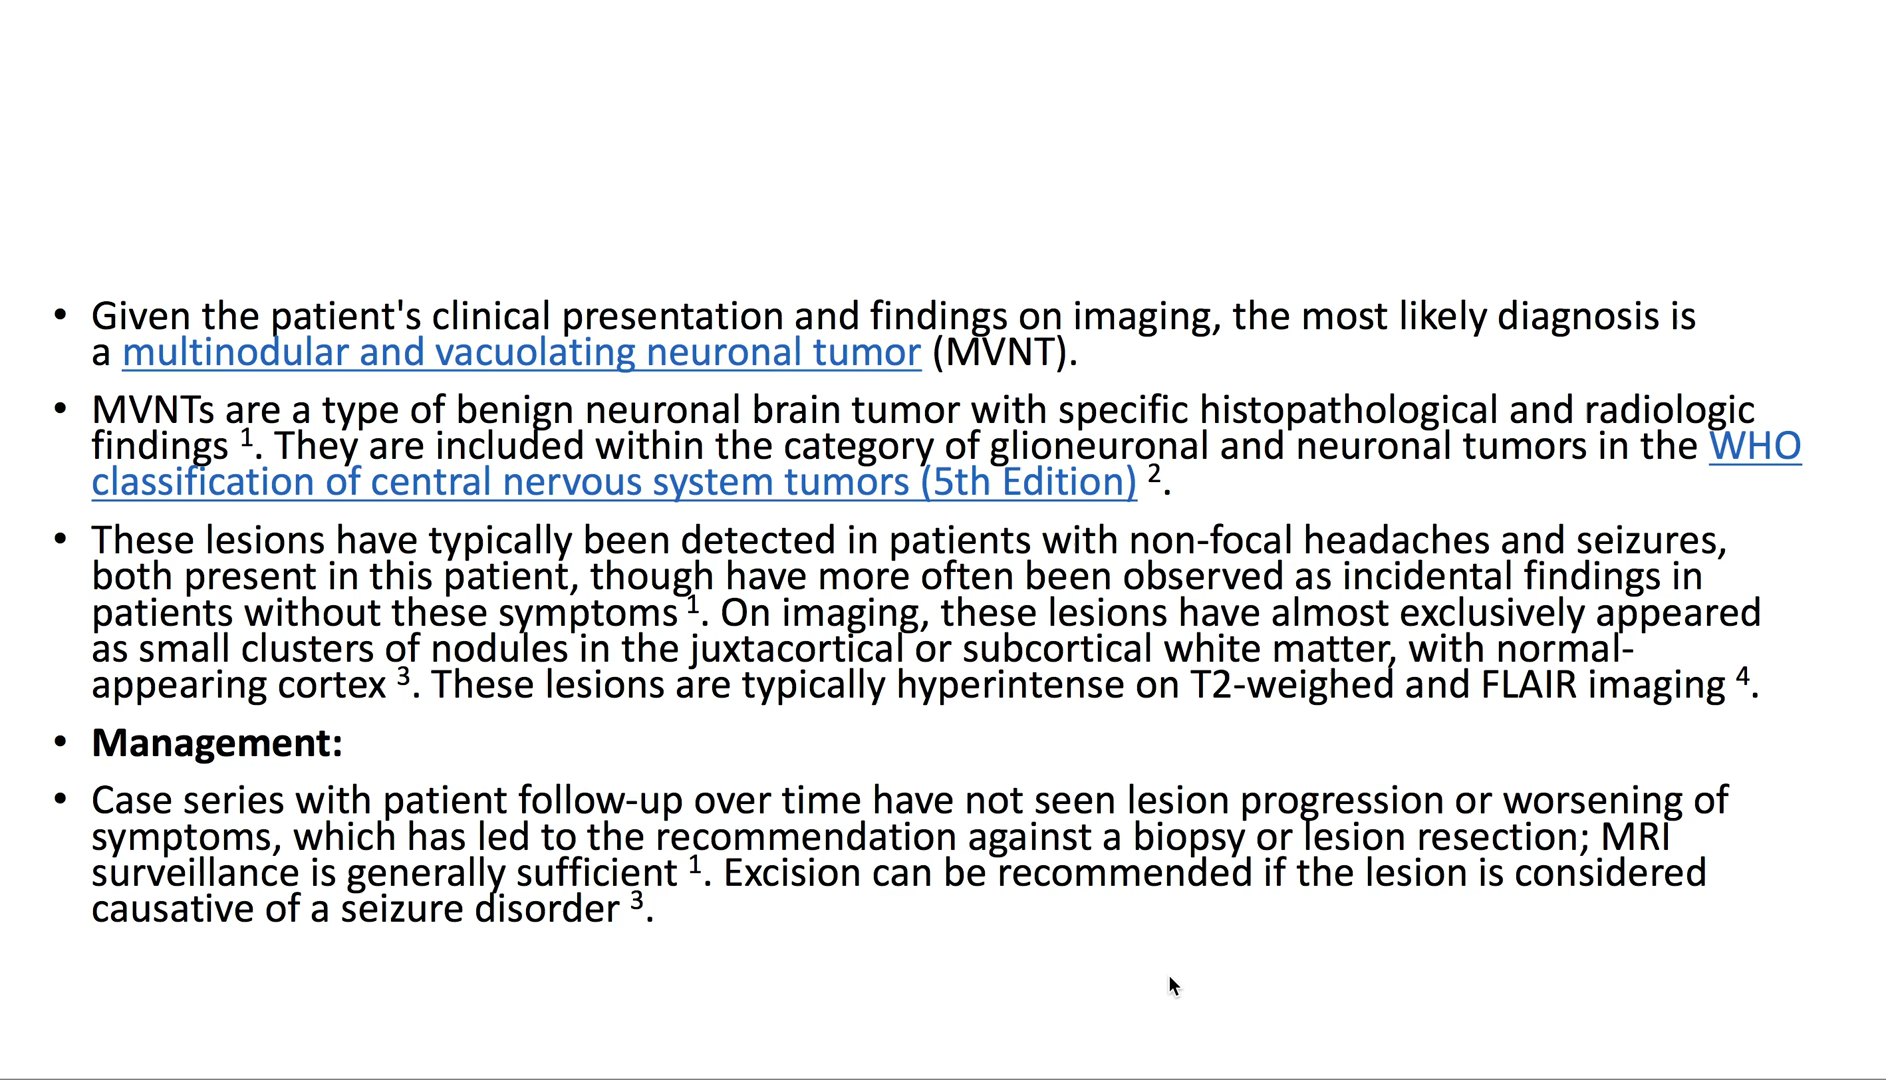 • Given the patient's clinical presentation and findings on imaging, the most likely diagnosis is
a multinodular and vacuolating neuronal tumor (MVNT).
• MVNTs are a type of benign neuronal brain tumor with specific histopathological and radiologic
findings 1. They are included within the category of glioneuronal and neuronal tumors in the WHO
classification of central nervous system tumors (5th Edition) 2.
• These lesions have typically been detected in patients with non-focal headaches and seizures,
both present in this patient, though have more often been observed as incidental findings in
patients without these symptoms 1. On imaging, these lesions have almost exclusively appeared
as small clusters of nodules in the juxtacortical or subcortical white matter, with normal-
appearing cortex 3. These lesions are typically hyperintense on T2-weighed and FLAIR imaging 4.
• Management:
• Case series with patient follow-up over time have not seen lesion progression or worsening of
symptoms, which has led to the recommendation against a biopsy or lesion resection; MRI
surveillance is generally sufficient 1. Excision can be recommended if the lesion is considered
causative of a seizure disorder 3.